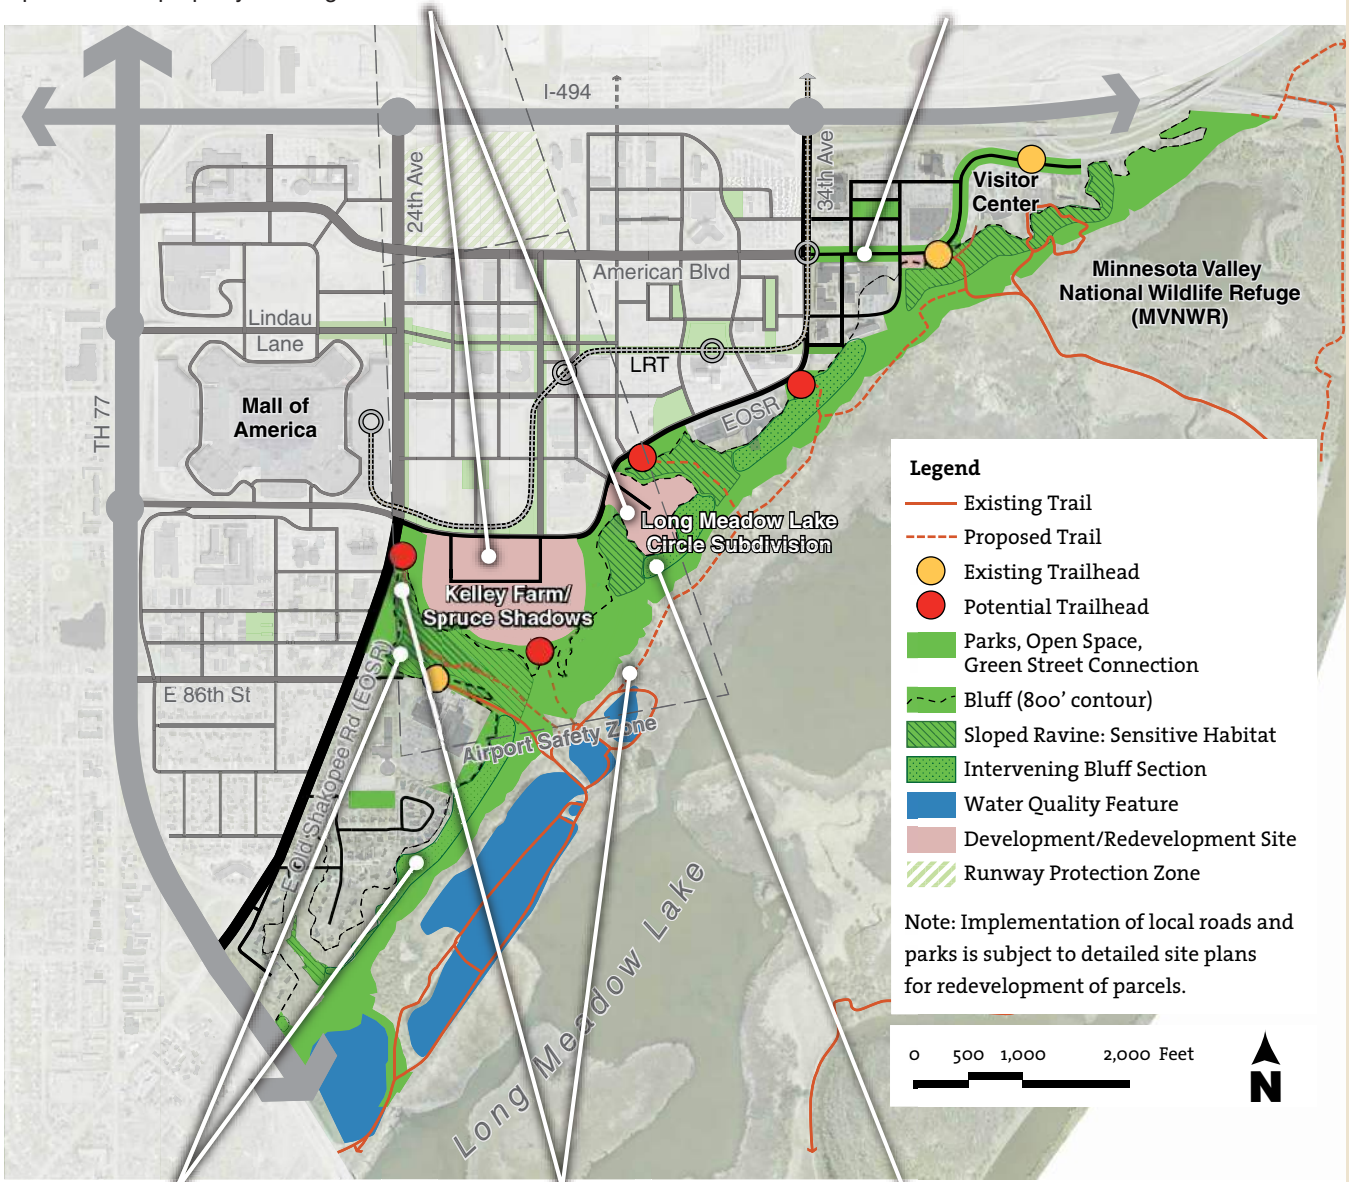 I-494
34th Ave
24th Ave
Visitor
Center
American Blvd
Minnesota Valley
National Wildlife Refuge
(MVNWR)
Lindau
Lane
LRT
Mall of
America
TH 77
EOSR
Long Meadow Lake
Circle Subdivision
Kelley Farm/
Spruce Shadows
E 86th St
E Old Shakopee Rd (EOSR)
Airport Safety Zone
Long Meadow Lake
Legend
Existing Trail
Proposed Trail
Existing Trailhead
Potential Trailhead
Parks, Open Space,
Green Street Connection
Bluff (800' contour)
Sloped Ravine: Sensitive Habitat
Intervening Bluff Section
Water Quality Feature
Development/Redevelopment Site
Runway Protection Zone
Note: Implementation of local roads and
parks is subject to detailed site plans
for redevelopment of parcels.
0 500 1,000 2,000 Feet
N